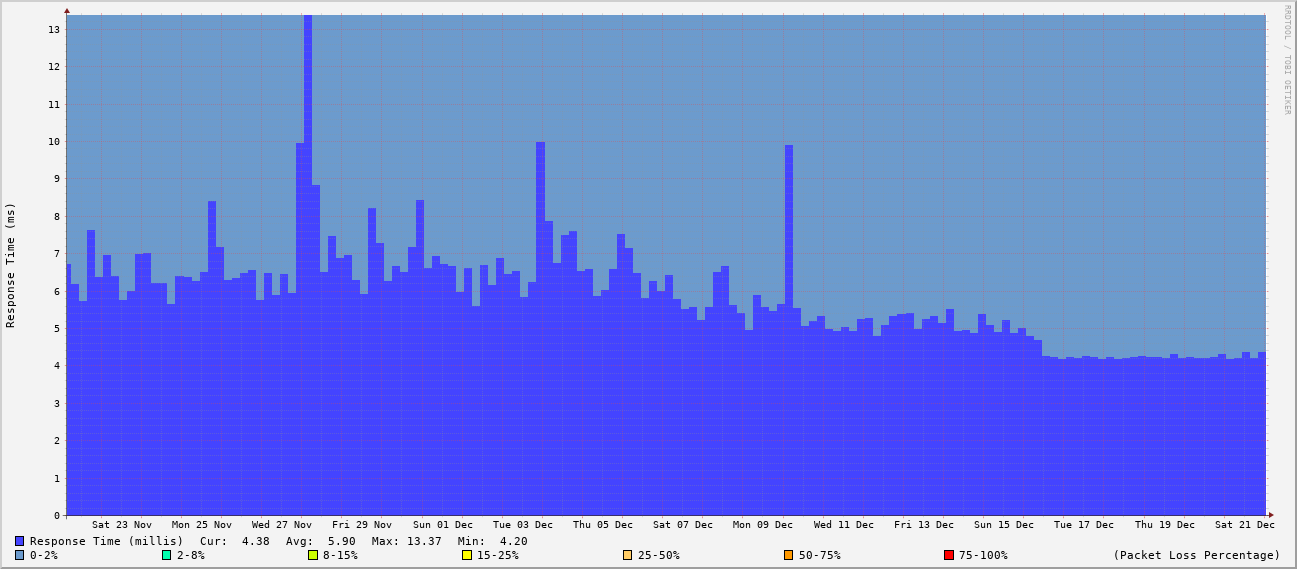 RRDTOOL / TOBI OETIKER
Response Time (ms)
13
12
11
10
9
8
7
6
5
4
3
2
1
0
Sat 23 Nov Mon 25 Nov Wed 27 Nov Fri 29 Nov Sun 01 Dec Tue 03 Dec Thu 05 Dec Sat 07 Dec Mon 09 Dec Wed 11 Dec Fri 13 Dec Sun 15 Dec Tue 17 Dec Thu 19 Dec Sat 21 Dec
Response Time (millis) Cur: 4.38 Avg: 5.90 Max: 13.37 Min: 4.20
0-2% 2-8% 8-15% 15-25% 25-50% 50-75% 75-100% (Packet Loss Percentage)